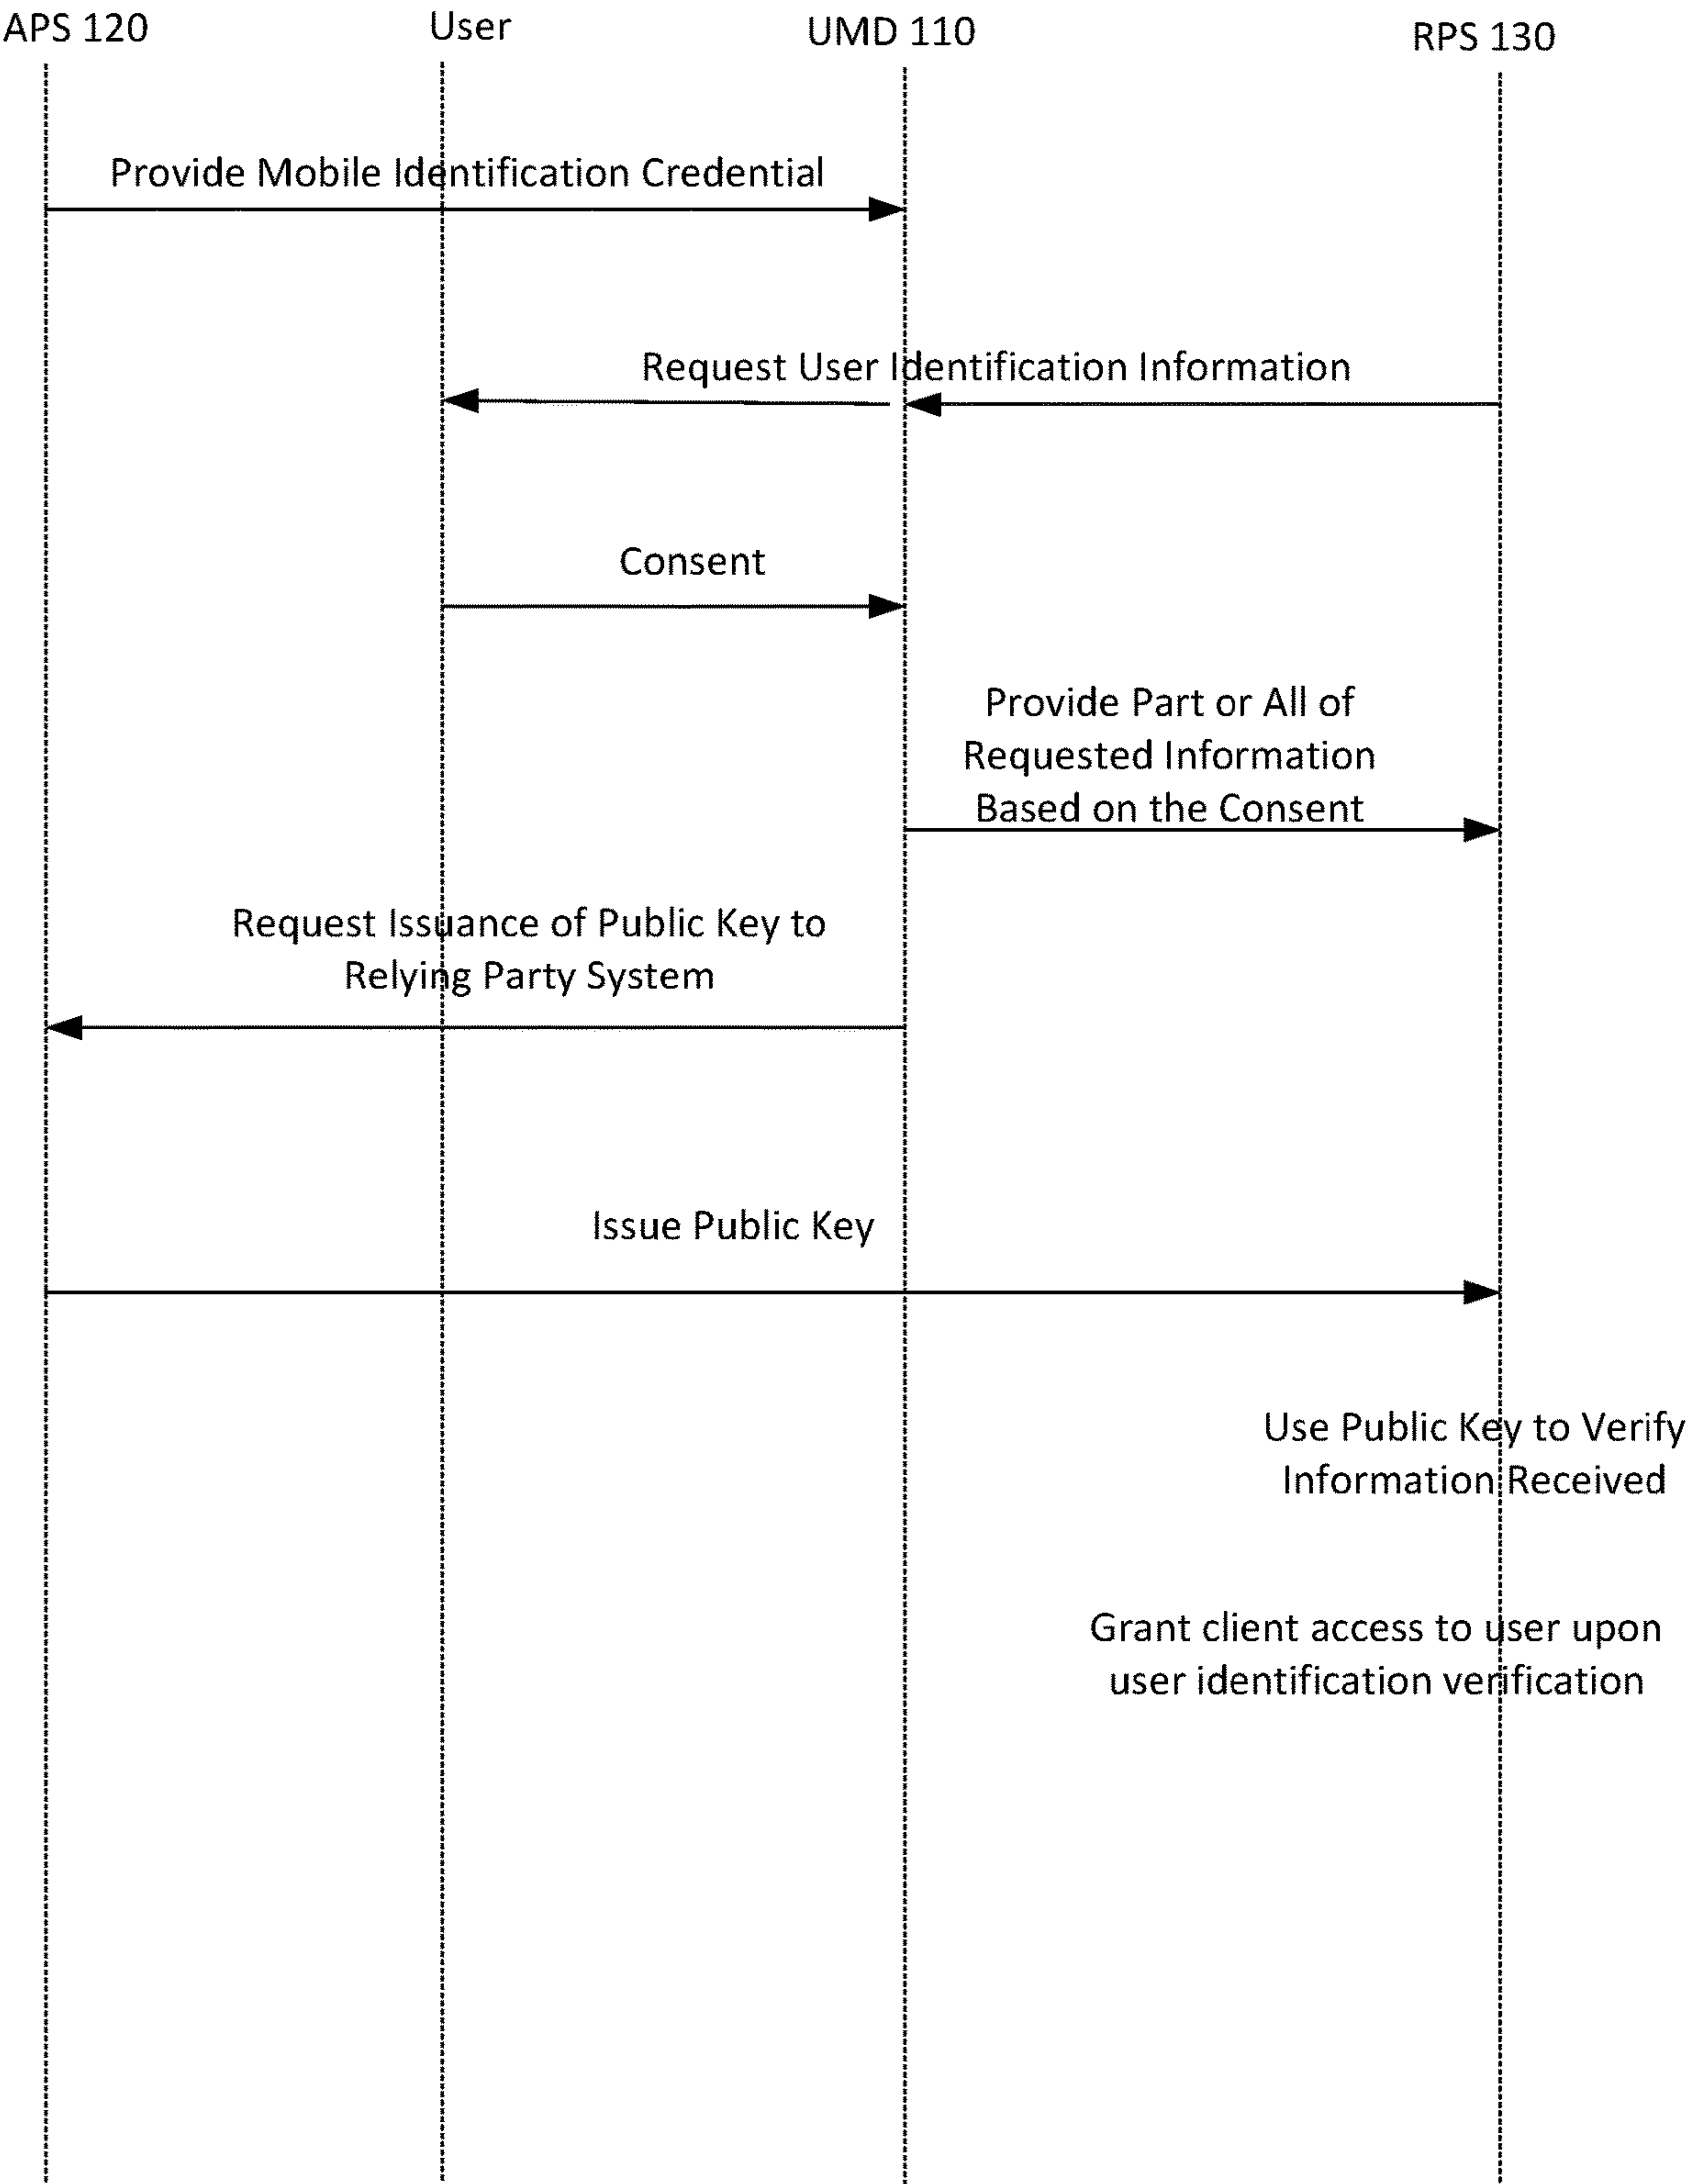 APS 120
User
UMD 110
RPS 130
Provide Mobile Identification Credential
Request User Identification Information
Consent
Provide Part or All of
Requested Information
Based on the Consent
Request Issuance of Public Key to
Relying Party System
Issue Public Key
Use Public Key to Verify
Information Received
Grant client access to user upon
user identification verification